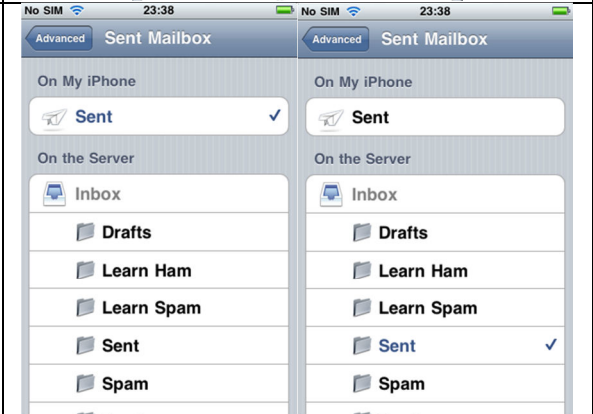 No SIM 23:38
Advanced Sent Mailbox
On My iPhone
Sent
On the Server
Inbox
Drafts
Learn Ham
Learn Spam
Sent
Spam
No SIM 23:38
Advanced Sent Mailbox
On My iPhone
Sent
On the Server
Inbox
Drafts
Learn Ham
Learn Spam
Sent
Spam